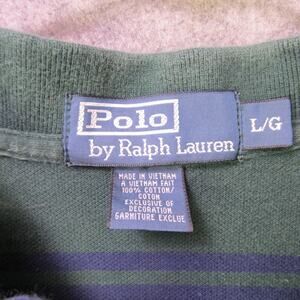 Polo
by Ralph Lauren
L/G
MADE IN VIETNAM
A VIETNAM FAIT
100% COTTON/
COTON
EXCLUSIVE OF
DECORATION
GARNITURE EXCLUE